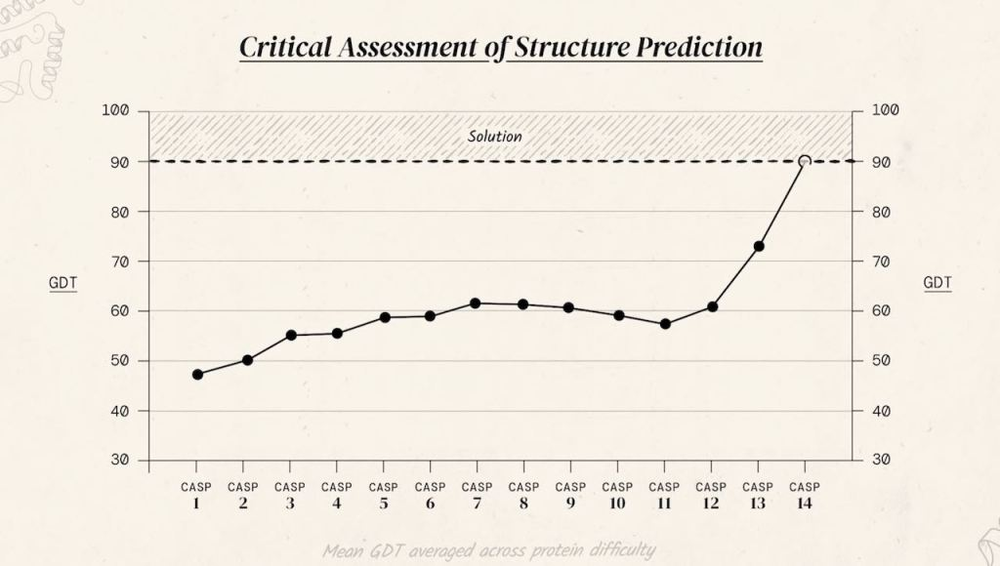 Critical Assessment of Structure Prediction
100 100
Solution
90 90
80 80
70 70
GDT GDT
60 60
50 50
40 40
30 30
CASP CASP CASP CASP CASP CASP CASP CASP CASP CASP CASP CASP CASP CASP
1 2 3 4 5 6 7 8 9 10 11 12 13 14
Mean GDT averaged across protein difficulty